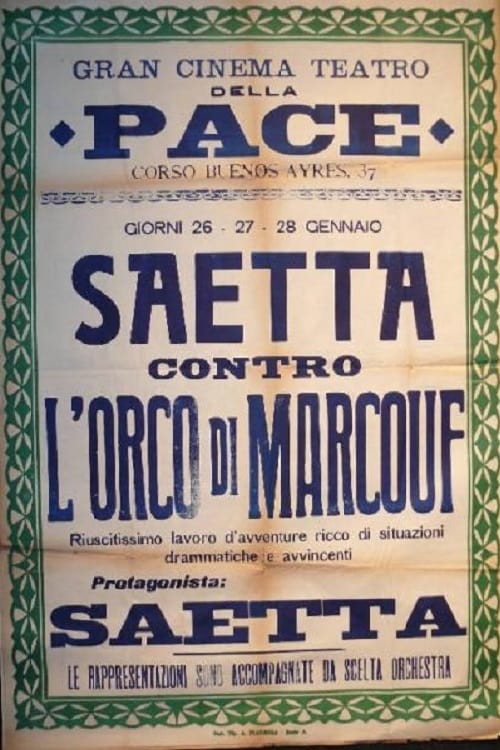 GRAN CINEMA TEATRO
DELLA
PACE
CORSO BUENOS AYRES, 37
GIORNI 26 - 27 - 28 GENNAIO
SAETTA
CONTRO
L'ORCO DI MARCOUF
Riuscitissimo lavoro d'avventure ricco di situazioni
drammatiche e avvincenti
Protagonista:
SAETTA
LE RAPPRESENTAZIONI SONO ACCOMPAGNATE DA SCELTA ORCHESTRA